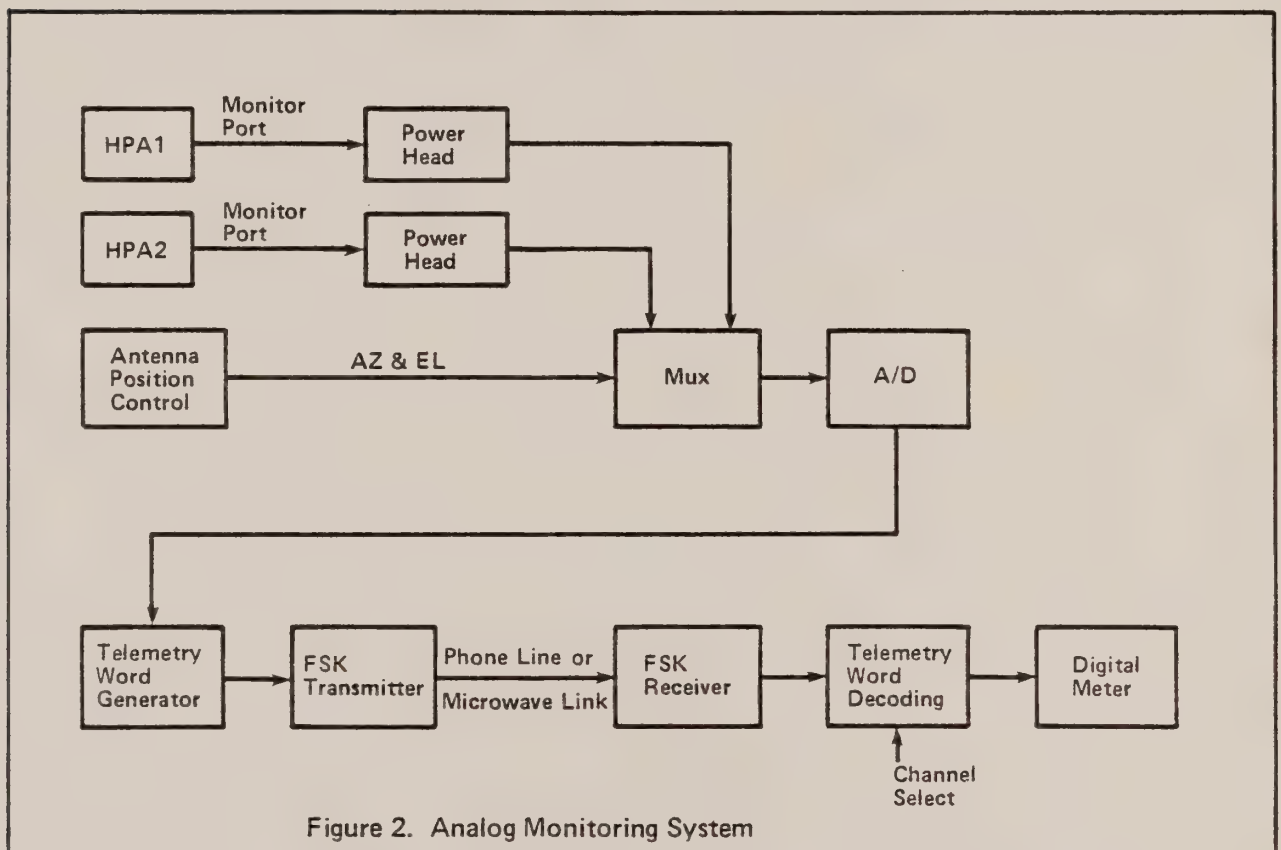 HPA1
Monitor
Port
Power
Head
HPA2
Monitor
Port
Power
Head
Antenna
Position
Control
AZ & EL
Mux
A/D
Telemetry
Word
Generator
FSK
Transmitter
Phone Line or
Microwave Link
FSK
Receiver
Telemetry
Word
Decoding
Digital
Meter
Channel
Select
Figure 2. Analog Monitoring System